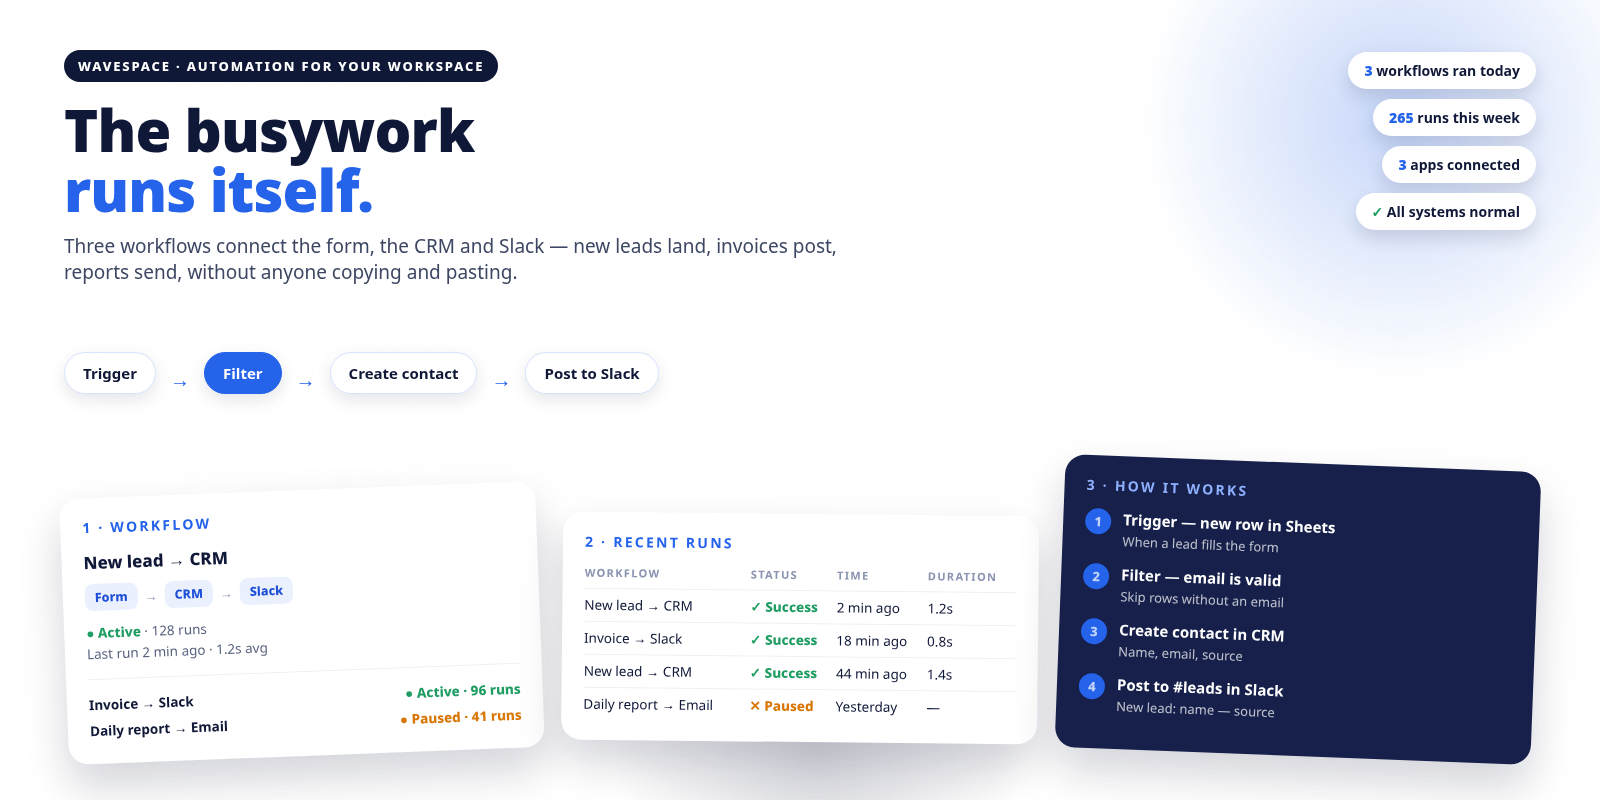 WAVESPACE · AUTOMATION FOR YOUR WORKSPACE
The busywork
runs itself.
Three workflows connect the form, the CRM and Slack — new leads land, invoices post,
reports send, without anyone copying and pasting.
3 workflows ran today
265 runs this week
3 apps connected
✓ All systems normal
Trigger → Filter → Create contact → Post to Slack
1 · WORKFLOW
New lead → CRM
Form → CRM → Slack
● Active · 128 runs
Last run 2 min ago · 1.2s avg
Invoice → Slack ● Active · 96 runs
Daily report → Email ● Paused · 41 runs
2 · RECENT RUNS
WORKFLOW STATUS TIME DURATION
New lead → CRM ✓ Success 2 min ago 1.2s
Invoice → Slack ✓ Success 18 min ago 0.8s
New lead → CRM ✓ Success 44 min ago 1.4s
Daily report → Email ✕ Paused Yesterday —
3 · HOW IT WORKS
1 Trigger — new row in Sheets
When a lead fills the form
2 Filter — email is valid
Skip rows without an email
3 Create contact in CRM
Name, email, source
4 Post to #leads in Slack
New lead: name — source